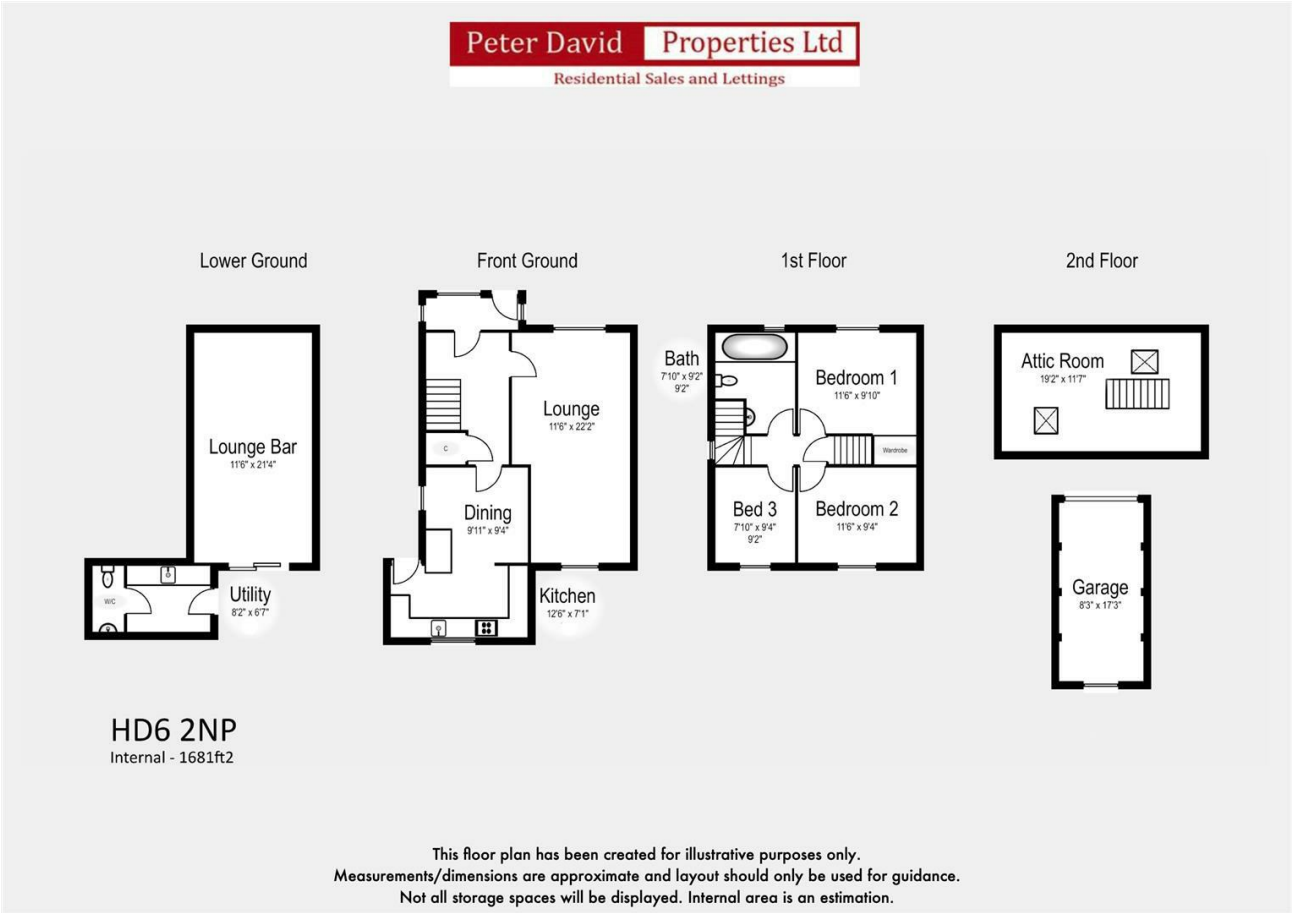 Peter David Properties Ltd
Residential Sales and Lettings
Lower Ground
Front Ground
1st Floor
2nd Floor
Lounge Bar
11'6" x 21'4"
W/C
Utility
8'2" x 6'7"
Lounge
11'6" x 22'2"
C
Dining
9'11" x 9'4"
Kitchen
12'6" x 7'1"
Bath
7'10" x 9'2"
9'2"
Bedroom 1
11'6" x 9'10"
Wardrobe
Bed 3
7'10" x 9'4"
9'2"
Bedroom 2
11'6" x 9'4"
Attic Room
19'2" x 11'7"
Garage
8'3" x 17'3"
HD6 2NP
Internal - 1681ft2
This floor plan has been created for illustrative purposes only.
Measurements/dimensions are approximate and layout should only be used for guidance.
Not all storage spaces will be displayed. Internal area is an estimation.